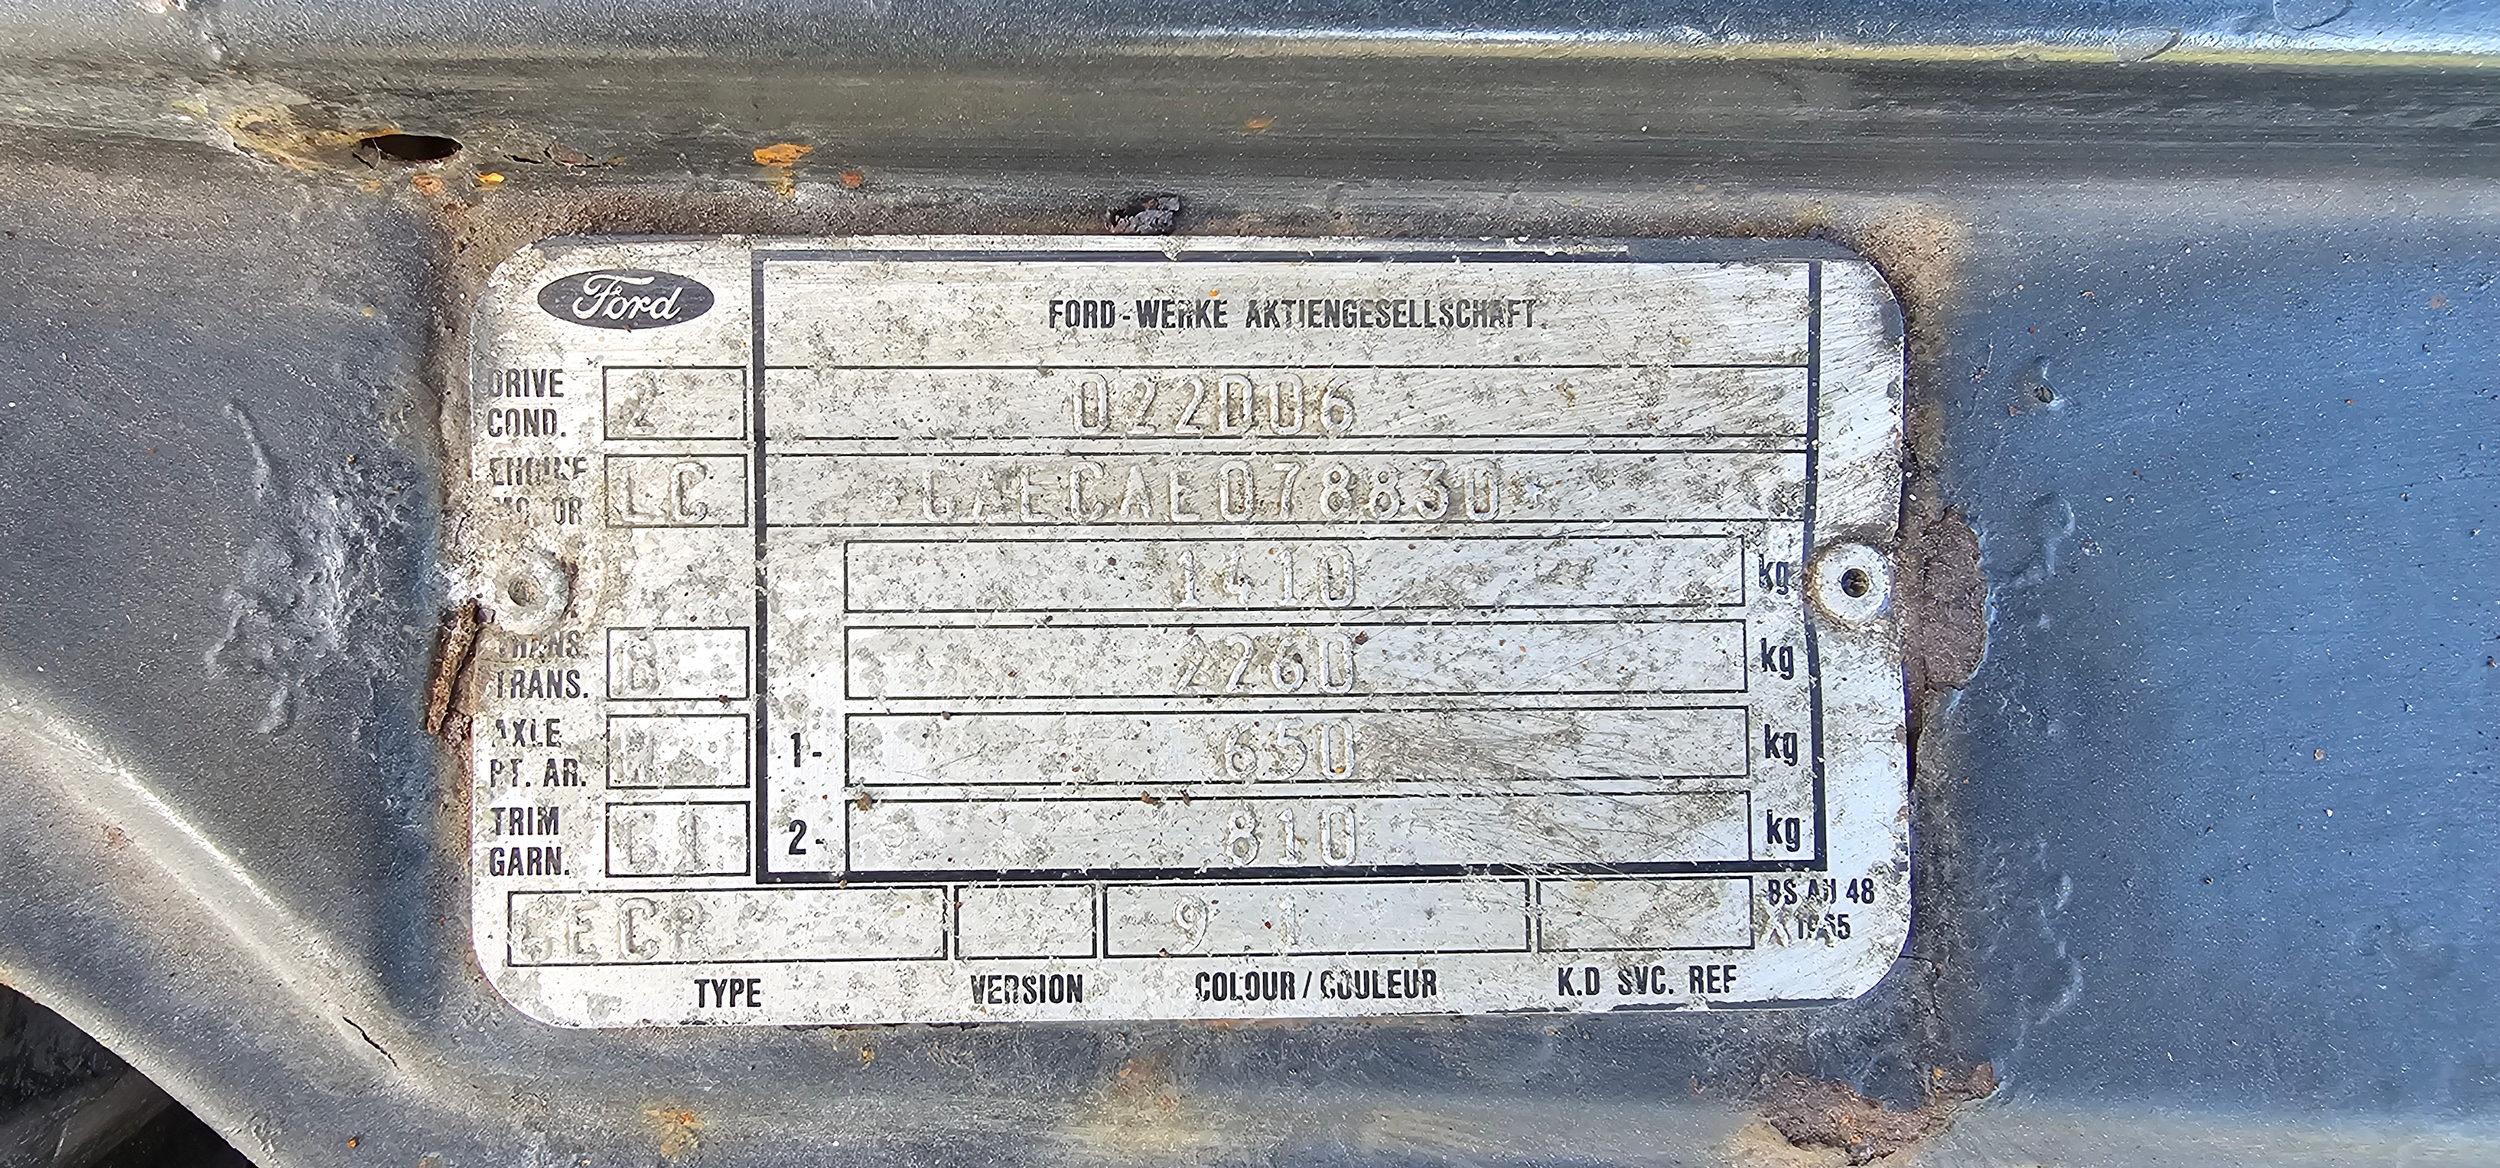 Ford
FORD-WERKE AKTIENGESELLSCHAFT
DRIVE COND. 2 022006
ENGINE MOTOR LC
1410 kg
TRANS. TRANS. B 2260 kg
AXLE PT. AR. 1- 650 kg
TRIM GARN. 2- 810 kg
9 1
BS AU 48
1965
TYPE VERSION COLOUR/COULEUR K.D SVC. REF